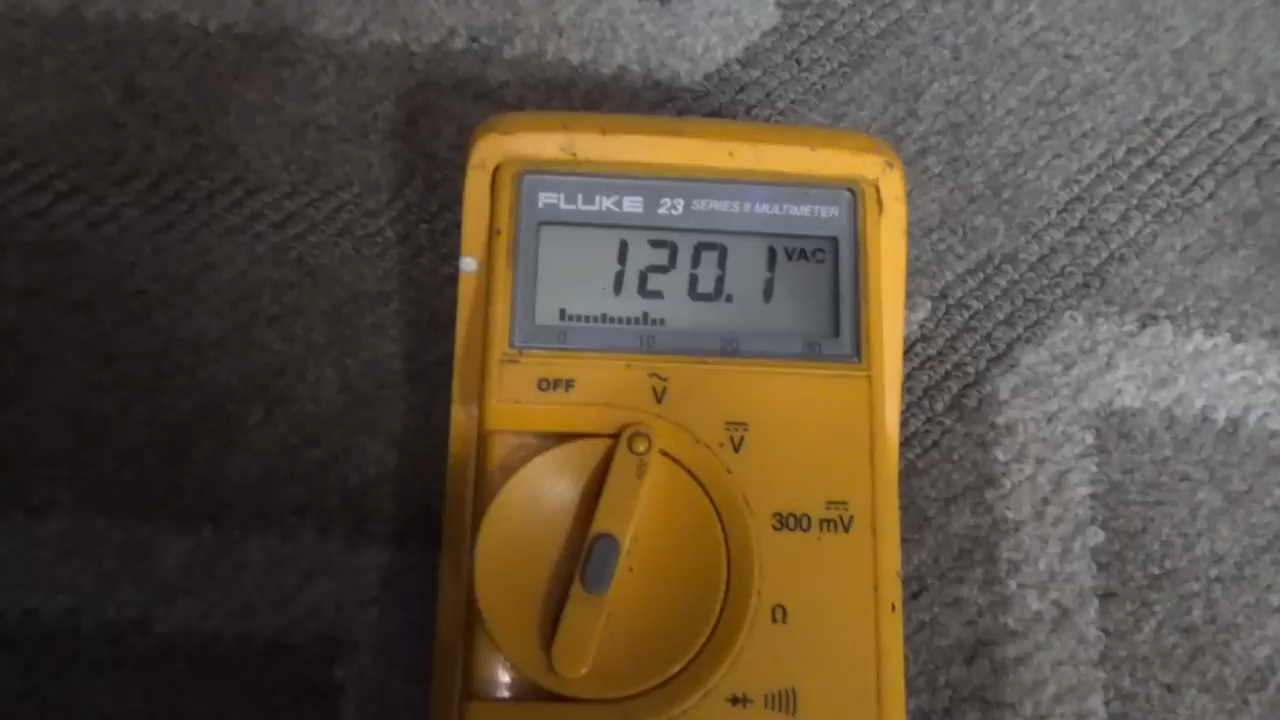 FLUKE 23 SERIES II MULTIMETER
120.1 VAC
0 10 20 30
OFF
V
V
300 mV
Ω